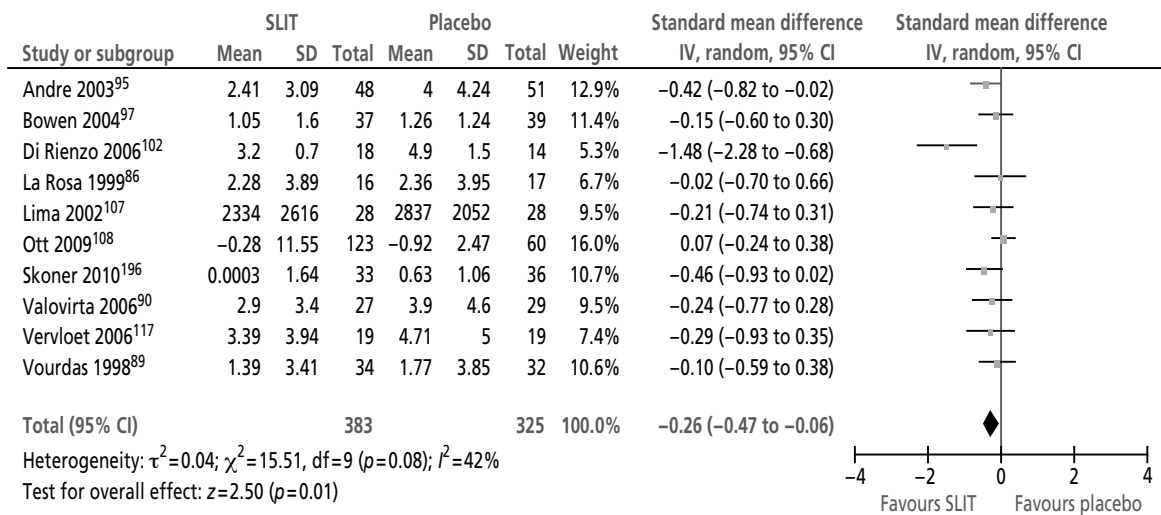 SLIT Placebo Standard mean difference Standard mean difference
Study or subgroup Mean SD Total Mean SD Total Weight IV, random, 95% CI IV, random, 95% CI
Andre 2003⁹⁵ 2.41 3.09 48 4 4.24 51 12.9% −0.42 (−0.82 to −0.02)
Bowen 2004⁹⁷ 1.05 1.6 37 1.26 1.24 39 11.4% −0.15 (−0.60 to 0.30)
Di Rienzo 2006¹⁰² 3.2 0.7 18 4.9 1.5 14 5.3% −1.48 (−2.28 to −0.68)
La Rosa 1999⁸⁶ 2.28 3.89 16 2.36 3.95 17 6.7% −0.02 (−0.70 to 0.66)
Lima 2002¹⁰⁷ 2334 2616 28 2837 2052 28 9.5% −0.21 (−0.74 to 0.31)
Ott 2009¹⁰⁸ −0.28 11.55 123 −0.92 2.47 60 16.0% 0.07 (−0.24 to 0.38)
Skoner 2010¹⁹⁶ 0.0003 1.64 33 0.63 1.06 36 10.7% −0.46 (−0.93 to 0.02)
Valovirta 2006⁹⁰ 2.9 3.4 27 3.9 4.6 29 9.5% −0.24 (−0.77 to 0.28)
Vervloet 2006¹¹⁷ 3.39 3.94 19 4.71 5 19 7.4% −0.29 (−0.93 to 0.35)
Vourdas 1998⁸⁹ 1.39 3.41 34 1.77 3.85 32 10.6% −0.10 (−0.59 to 0.38)
Total (95% CI) 383 325 100.0% −0.26 (−0.47 to −0.06)
Heterogeneity: τ²=0.04; χ²=15.51, df=9 (p=0.08); I²=42%
Test for overall effect: z=2.50 (p=0.01)
−4 −2 0 2 4
Favours SLIT Favours placebo